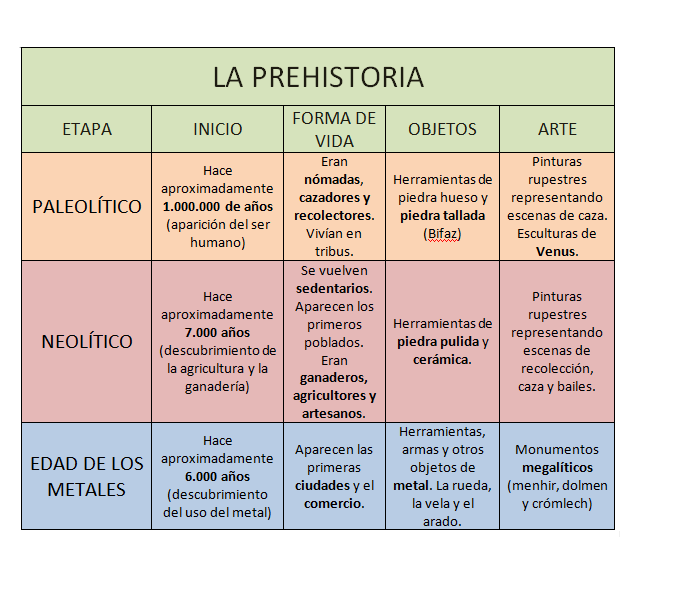 LA PREHISTORIA
ETAPA
INICIO
FORMA DE
VIDA
OBJETOS
ARTE
PALEOLÍTICO
Hace
aproximadamente
1.000.000 de años
(aparición del ser
humano)
Eran
nómadas,
cazadores y
recolectores.
Vivían en
tribus.
Herramientas de
piedra hueso y
piedra tallada
(Bifaz)
Pinturas
rupestres
representando
escenas de caza.
Esculturas de
Venus.
NEOLÍTICO
Hace
aproximadamente
7.000 años
(descubrimiento de
la agricultura y la
ganadería)
Se vuelven
sedentarios.
Aparecen los
primeros
poblados.
Eran
ganaderos,
agricultores y
artesanos.
Herramientas de
piedra pulida y
cerámica.
Pinturas
rupestres
representando
escenas de
recolección,
caza y bailes.
EDAD DE LOS
METALES
Hace
aproximadamente
6.000 años
(descubrimiento
del uso del metal)
Aparecen las
primeras
ciudades y el
comercio.
Herramientas,
armas y otros
objetos de
metal. La rueda,
la vela y el
arado.
Monumentos
megalíticos
(menhir, dolmen
y crómlech)